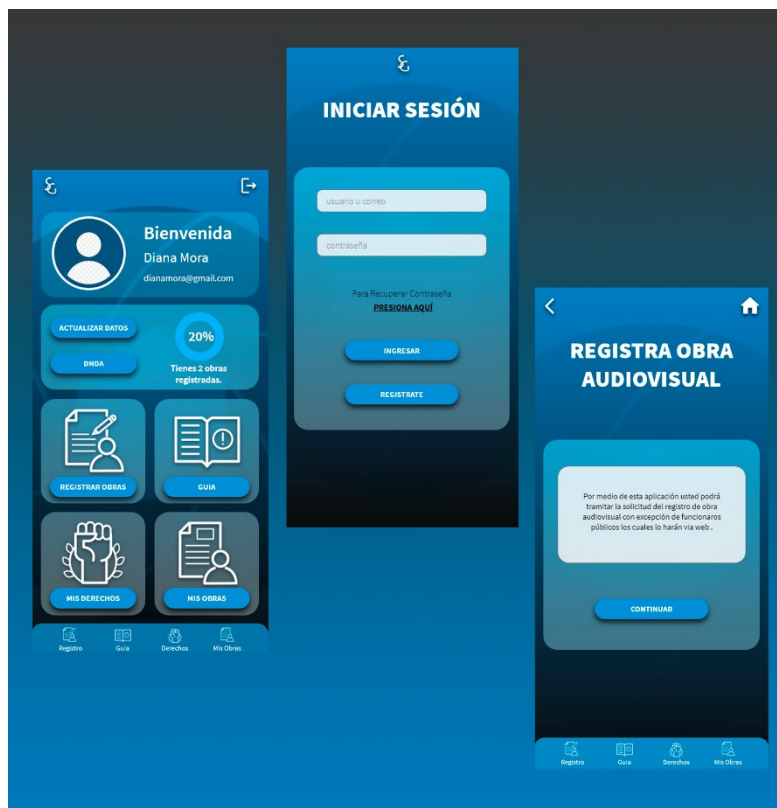 Bienvenida
Diana Mora
dianamora@gmail.com
ACTUALIZAR DATOS
DNDA
20%
Tienes 2 obras
registradas.
REGISTRAR OBRAS
GUIA
MIS DERECHOS
MIS OBRAS
Registro
Guia
Derechos
Mis Obras
INICIAR SESIÓN
usuario u correo
contraseña
Para Recuperar Contraseña
PRESIONA AQUÍ
INGRESAR
REGISTRATE
REGISTRA OBRA
AUDIOVISUAL
Por medio de esta aplicación usted podrá
tramitar la solicitud del registro de obra
audiovisual con excepción de funcionaros
públicos los cuales lo harán via web .
CONTINUAR
Registro
Guia
Derechos
Mis Obras